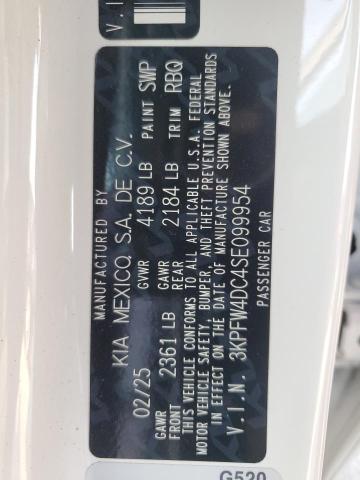 MANUFACTURED BY
KIA MEXICO, S.A. DE C.V.
02/25 GVWR 4189 LB PAINT SWP
GAWR FRONT 2361 LB GAWR REAR 2184 LB TRIM RBQ
THIS VEHICLE CONFORMS TO ALL APPLICABLE U.S.A. FEDERAL
MOTOR VEHICLE SAFETY, BUMPER, AND THEFT PREVENTION STANDARDS
IN EFFECT ON THE DATE OF MANUFACTURE SHOWN ABOVE.
V.I.N. 3KPFW4DC4SE099954
PASSENGER CAR
G520
V.I